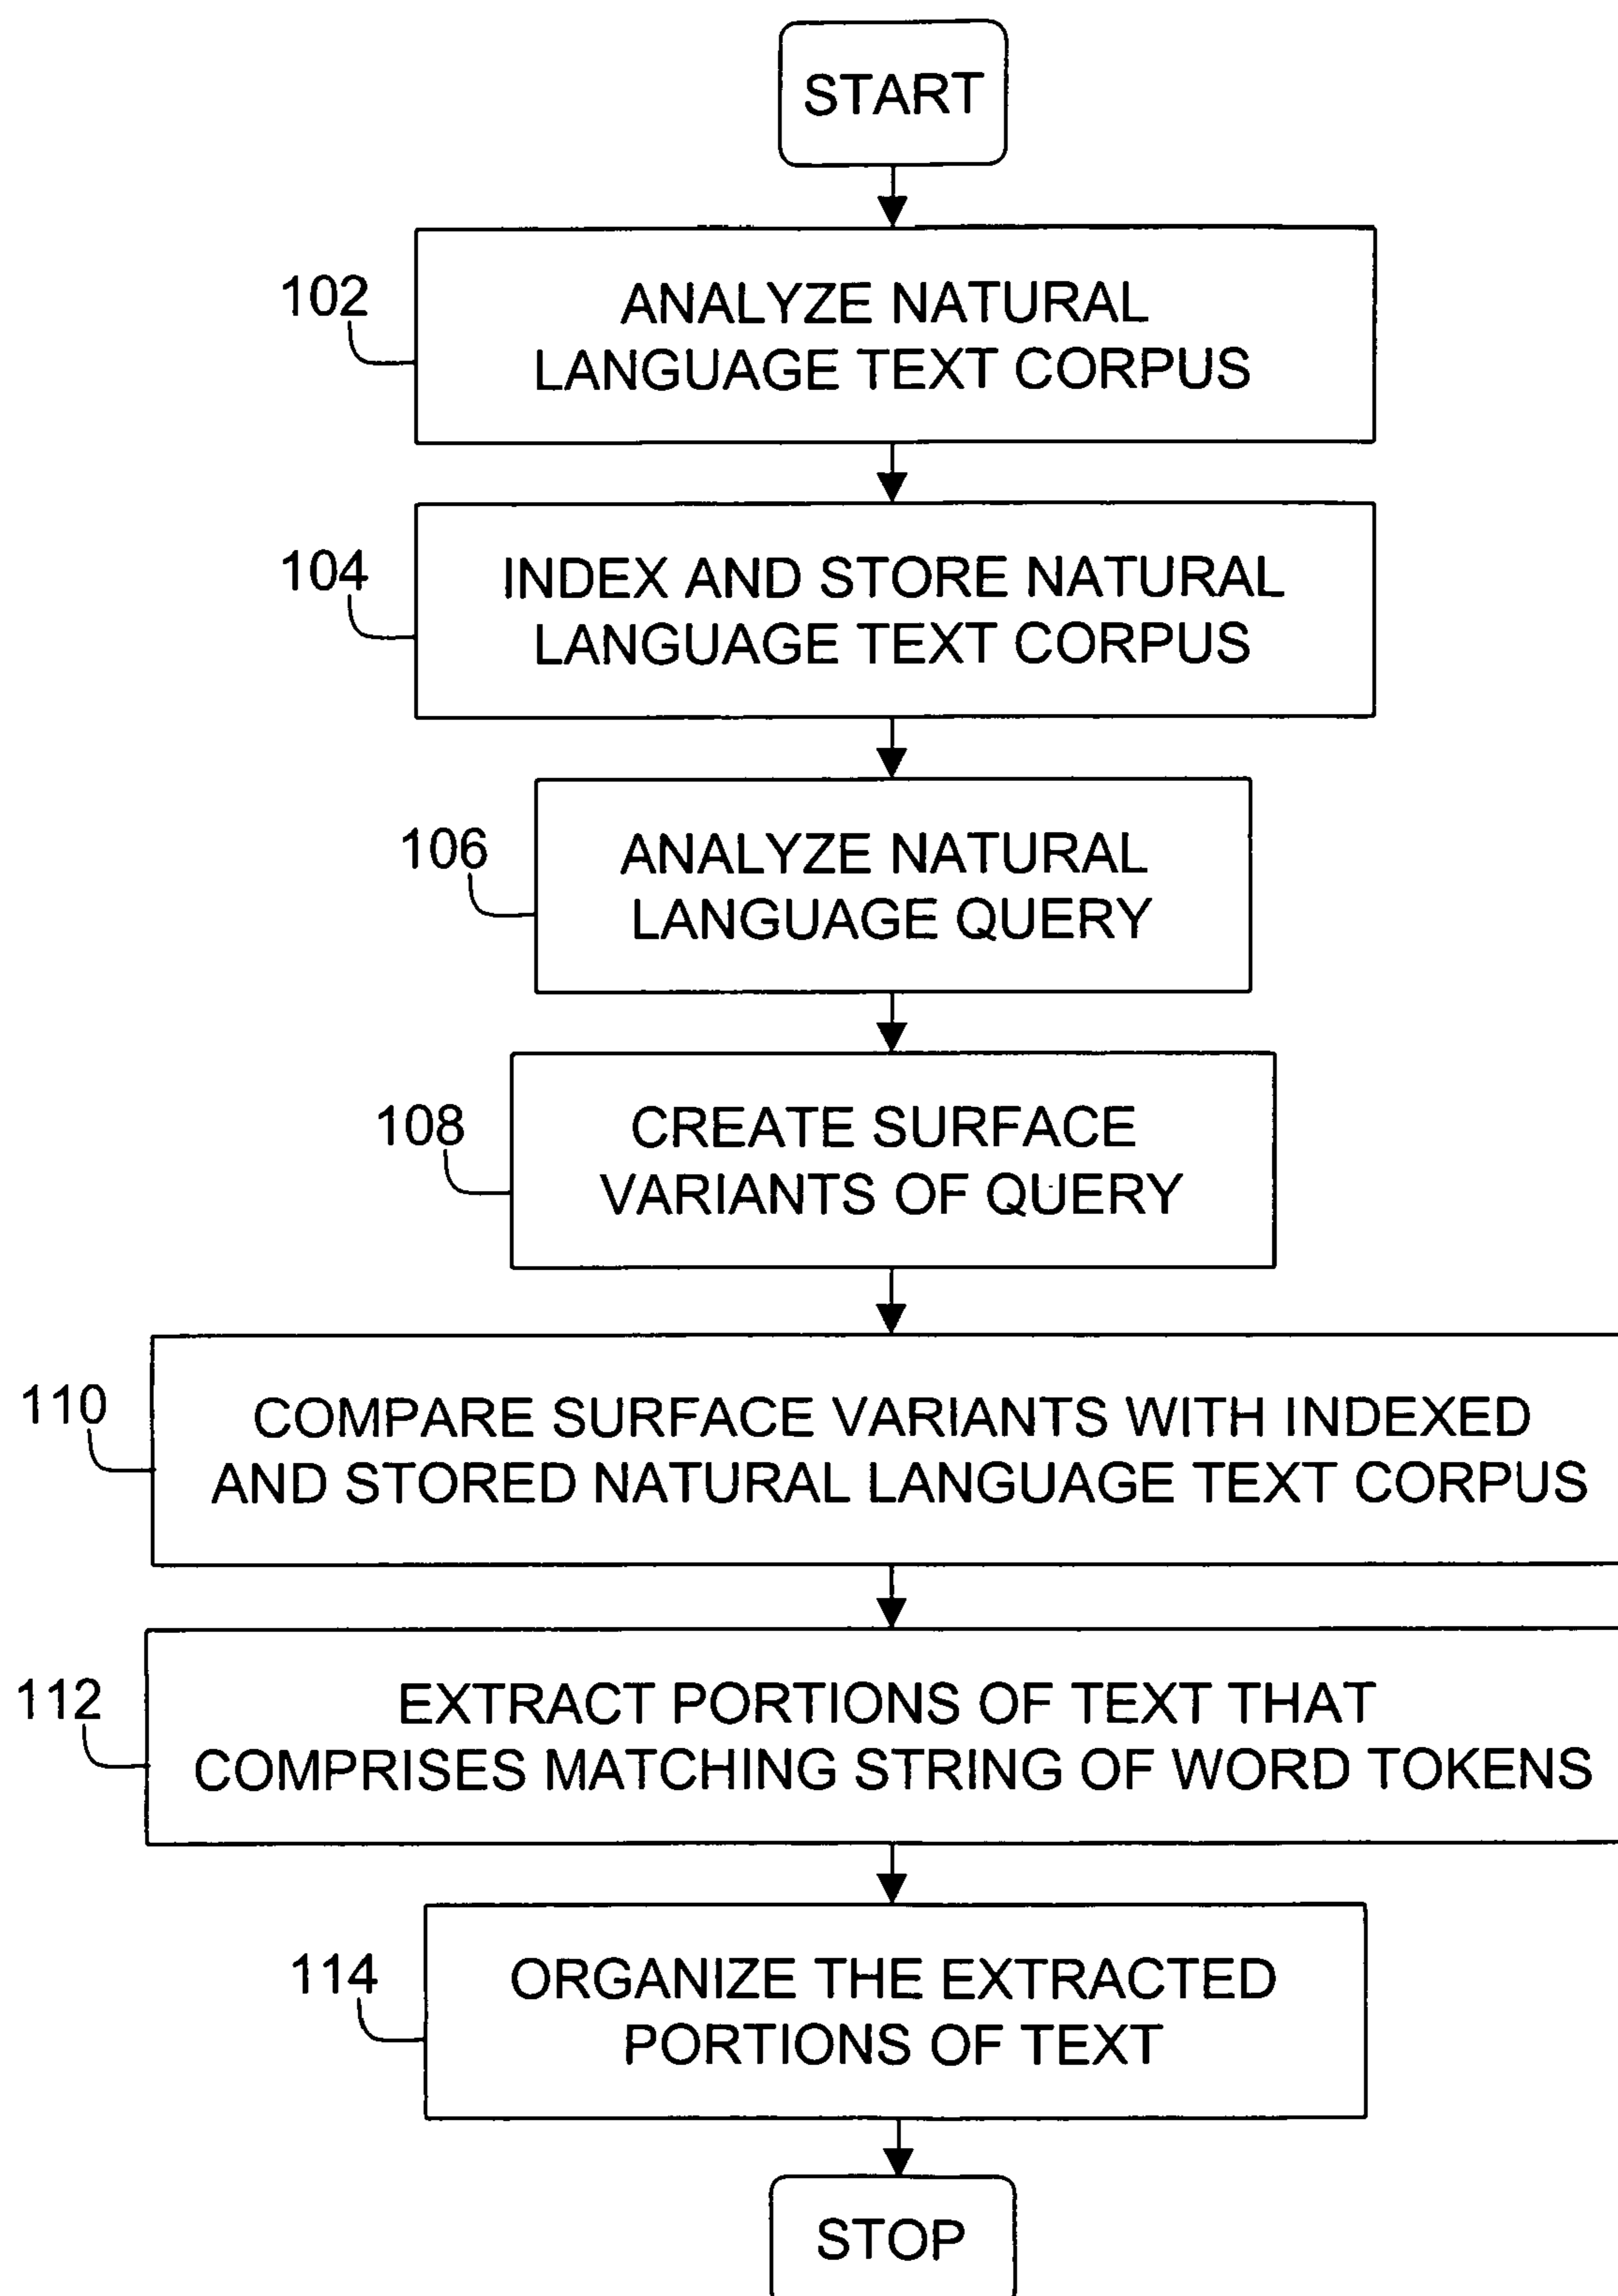 START
102
ANALYZE NATURAL
LANGUAGE TEXT CORPUS
104
INDEX AND STORE NATURAL
LANGUAGE TEXT CORPUS
106
ANALYZE NATURAL
LANGUAGE QUERY
108
CREATE SURFACE
VARIANTS OF QUERY
110
COMPARE SURFACE VARIANTS WITH INDEXED
AND STORED NATURAL LANGUAGE TEXT CORPUS
112
EXTRACT PORTIONS OF TEXT THAT
COMPRISES MATCHING STRING OF WORD TOKENS
114
ORGANIZE THE EXTRACTED
PORTIONS OF TEXT
STOP